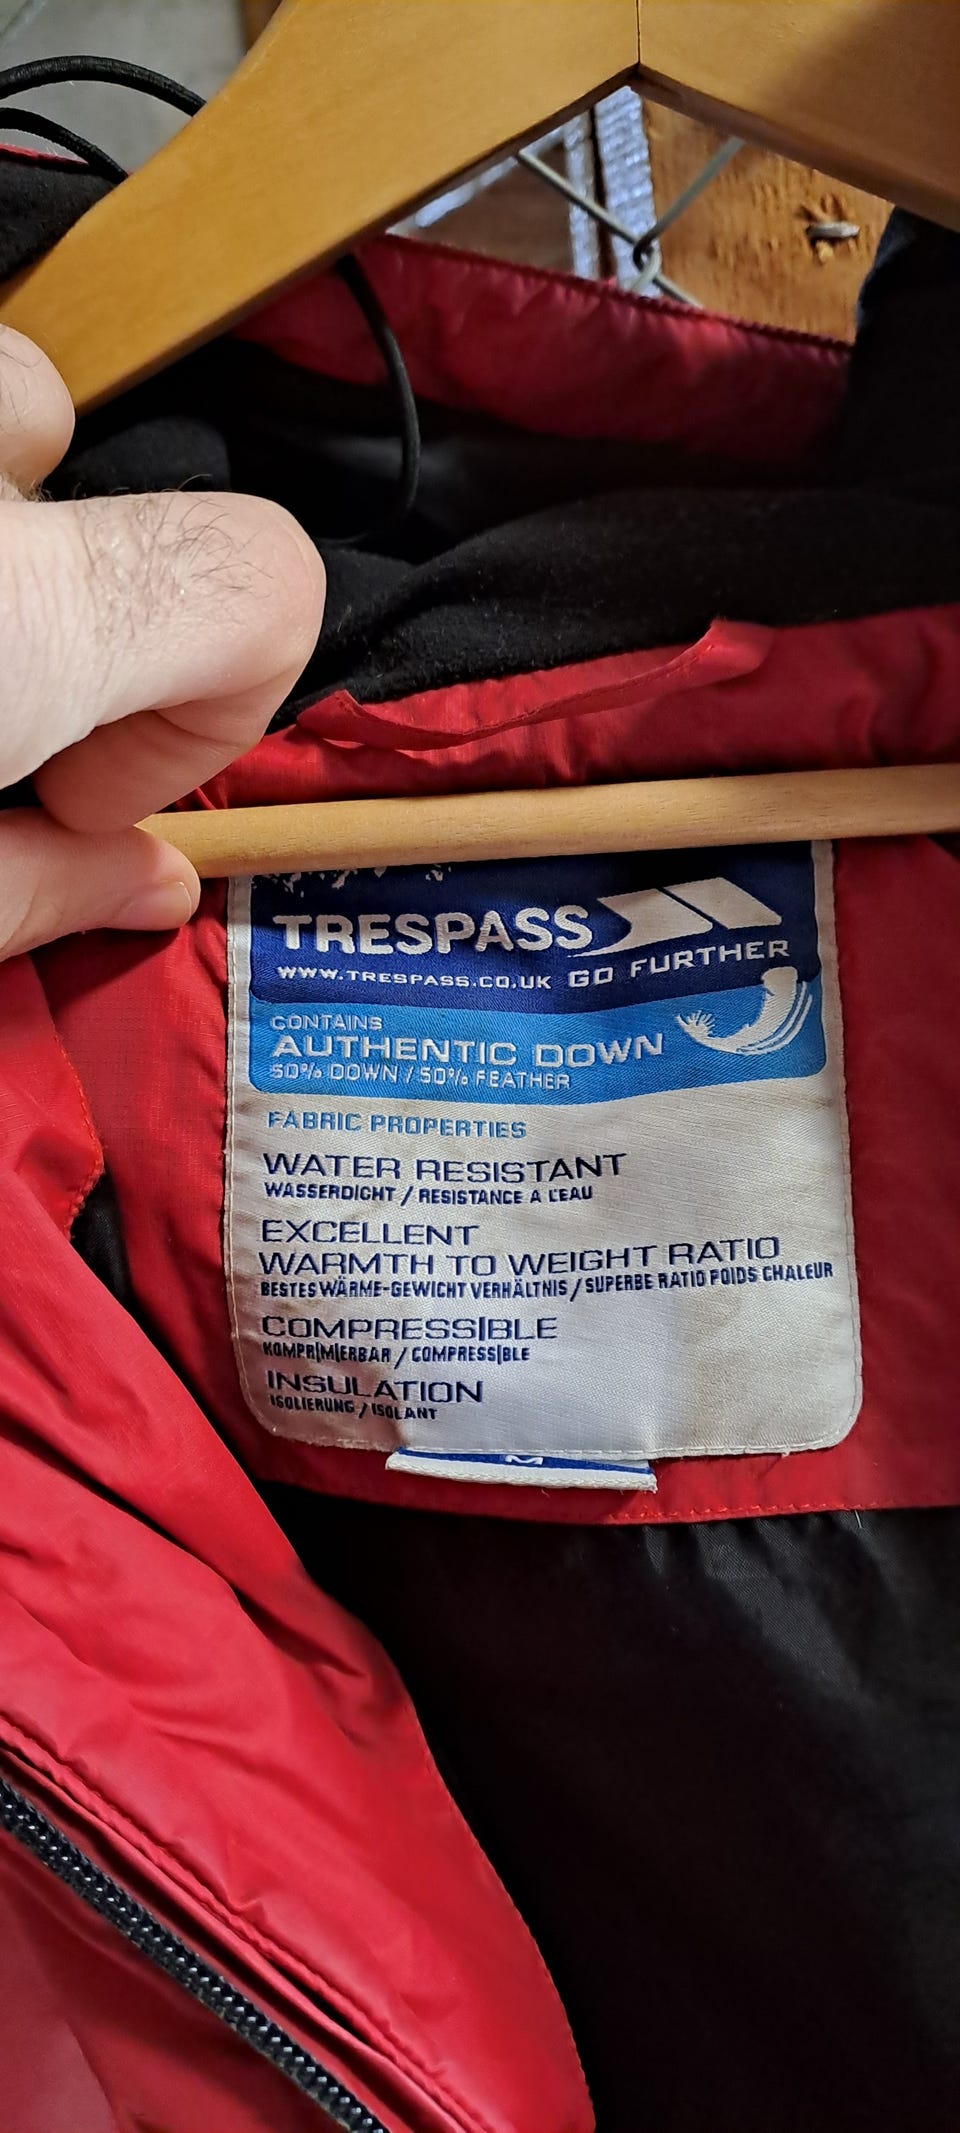 TRESPASS
WWW.TRESPASS.CO.UK GO FURTHER
CONTAINS
AUTHENTIC DOWN
50% DOWN / 50% FEATHER
FABRIC PROPERTIES
WATER RESISTANT
WASSERDICHT / RESISTANCE A L'EAU
EXCELLENT
WARMTH TO WEIGHT RATIO
BESTES WÄRME-GEWICHT VERHÄLTNIS / SUPERBE RATIO POIDS CHALEUR
COMPRESSIBLE
KOMPRIMIERBAR / COMPRESSIBLE
INSULATION
ISOLIERUNG / ISOLANT
M